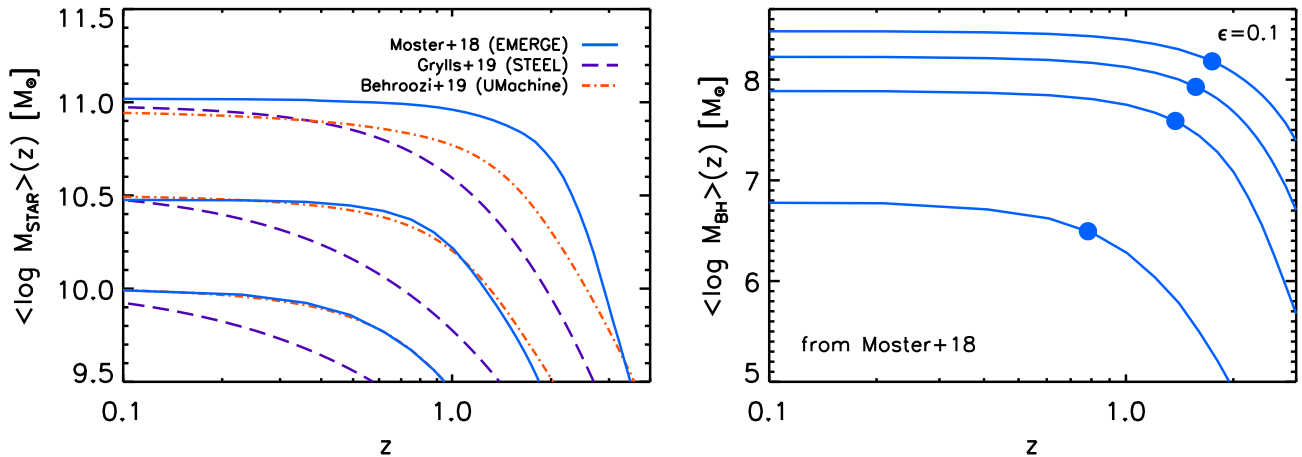 11.5
11.0
10.5
10.0
9.5
<log M_STAR>(z) [M_⊙]
Moster+18 (EMERGE)
Grylls+19 (STEEL)
Behroozi+19 (UMachine)
0.1
1.0
z
8
7
6
5
<log M_BH>(z) [M_⊙]
ϵ=0.1
from Moster+18
0.1
1.0
z